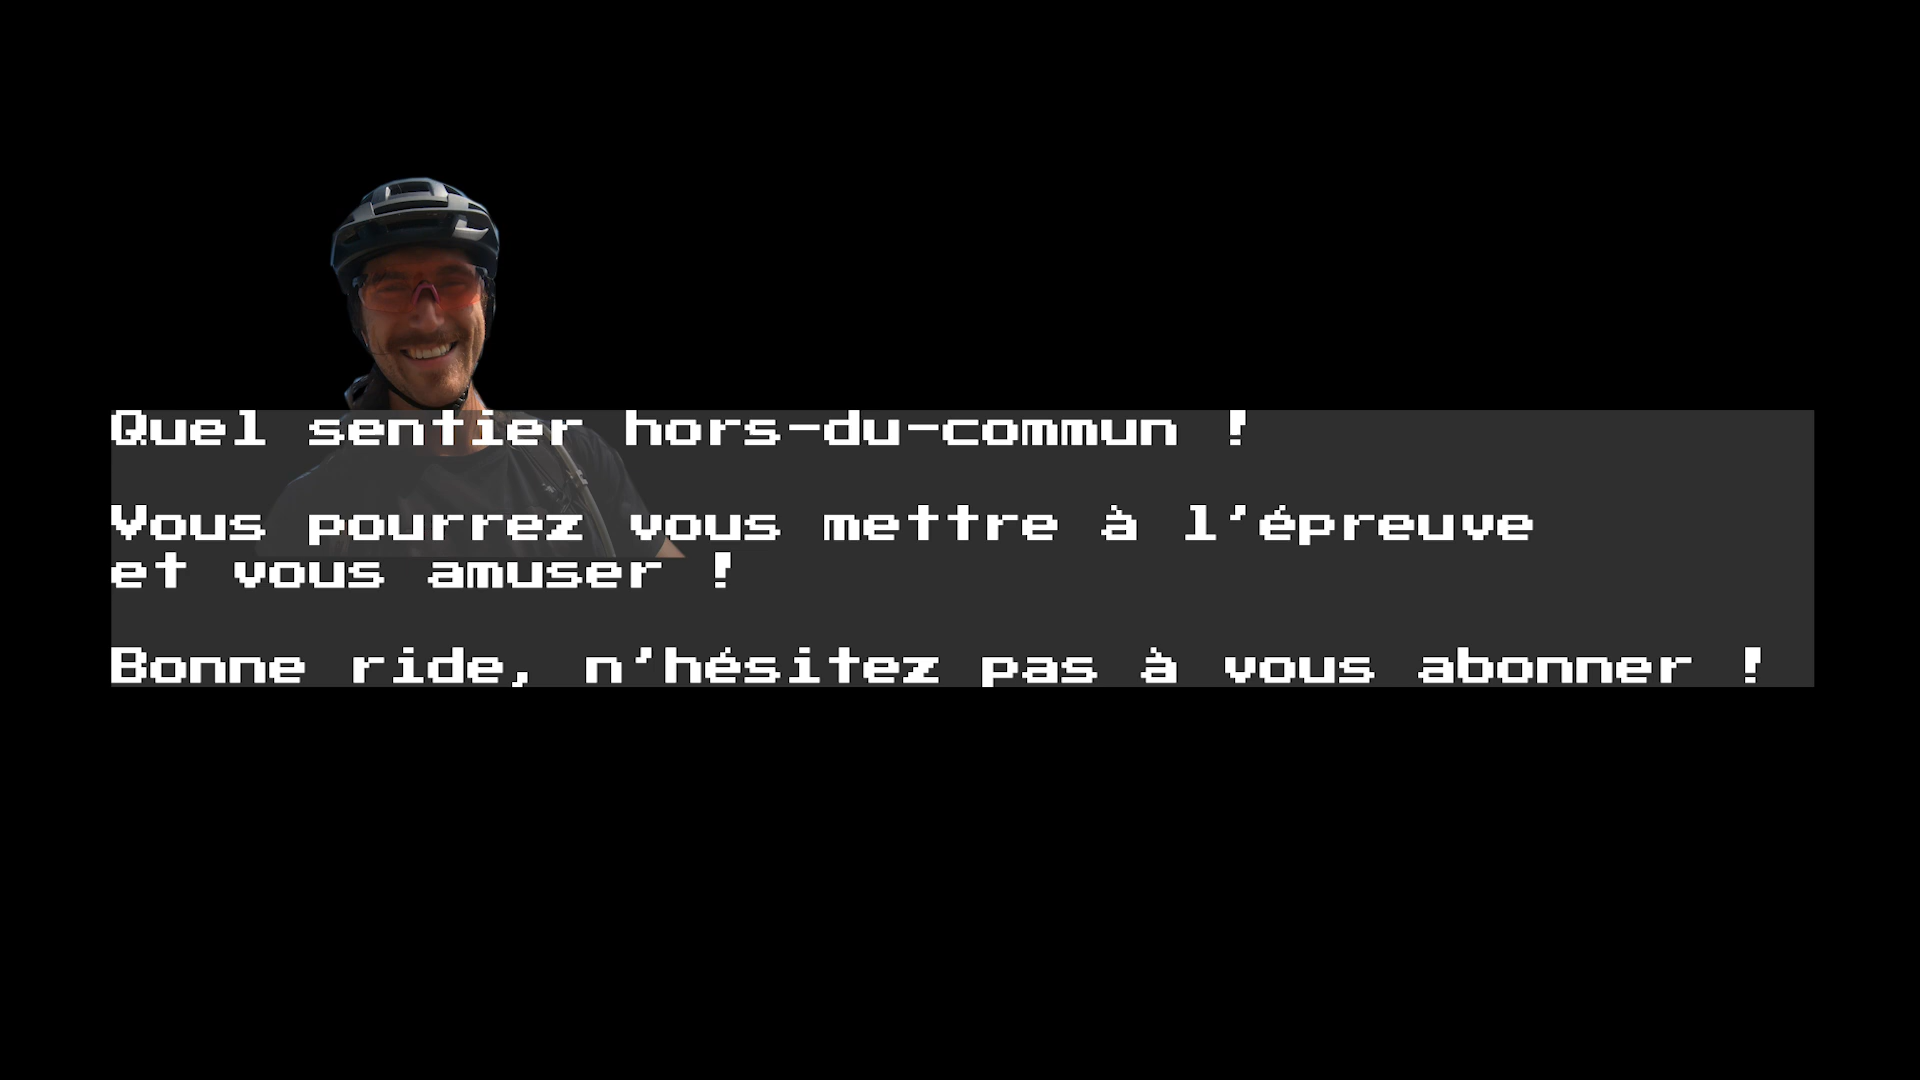 Quel sentier hors-du-commun !
Vous pourrez vous mettre à l'épreuve
et vous amuser !
Bonne ride, n'hésitez pas à vous abonner !